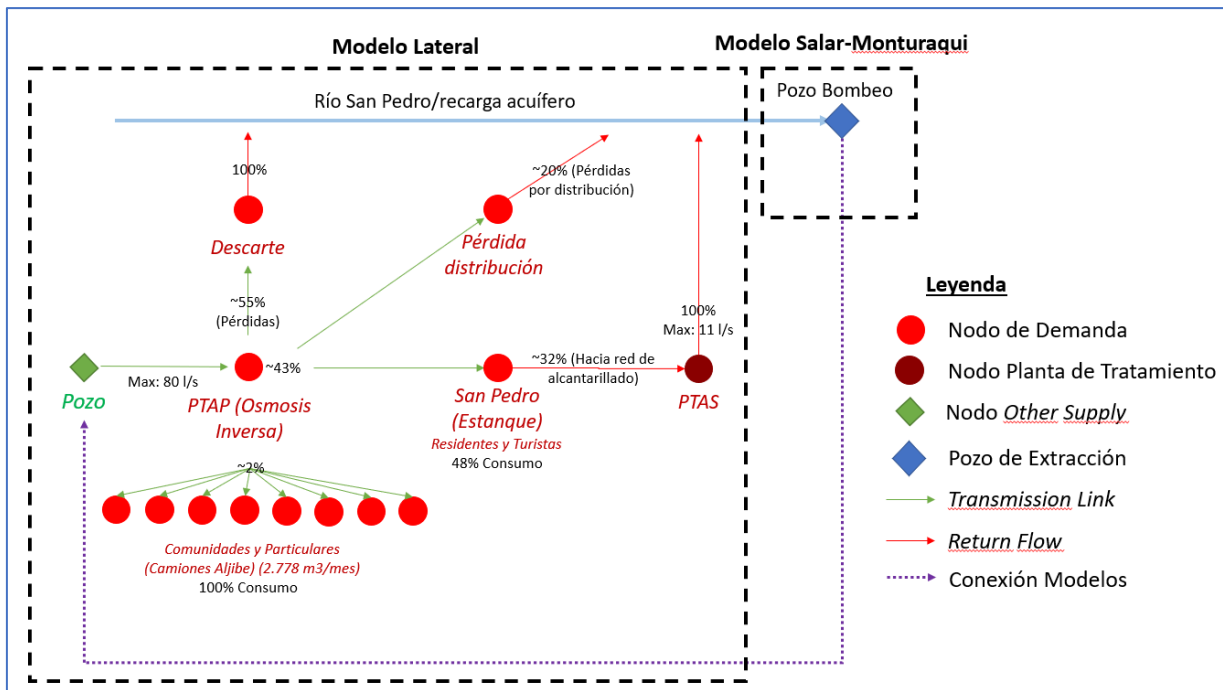 Modelo Lateral
Modelo Salar-Monturaqui
Pozo Bombeo
Río San Pedro/recarga acuífero
100%
~20% (Pérdidas
por distribución)
Descarte
Pérdida
distribución
~55%
(Pérdidas)
100%
Max: 11 l/s
Pozo
Max: 80 l/s
~43%
PTAP (Osmosis
Inversa)
~32% (Hacia red de
alcantarillado)
San Pedro
(Estanque)
Residentes y Turistas
48% Consumo
PTAS
~2%
Comunidades y Particulares
(Camiones Aljibe) (2.778 m3/mes)
100% Consumo
Leyenda
Nodo de Demanda
Nodo Planta de Tratamiento
Nodo Other Supply
Pozo de Extracción
Transmission Link
Return Flow
Conexión Modelos